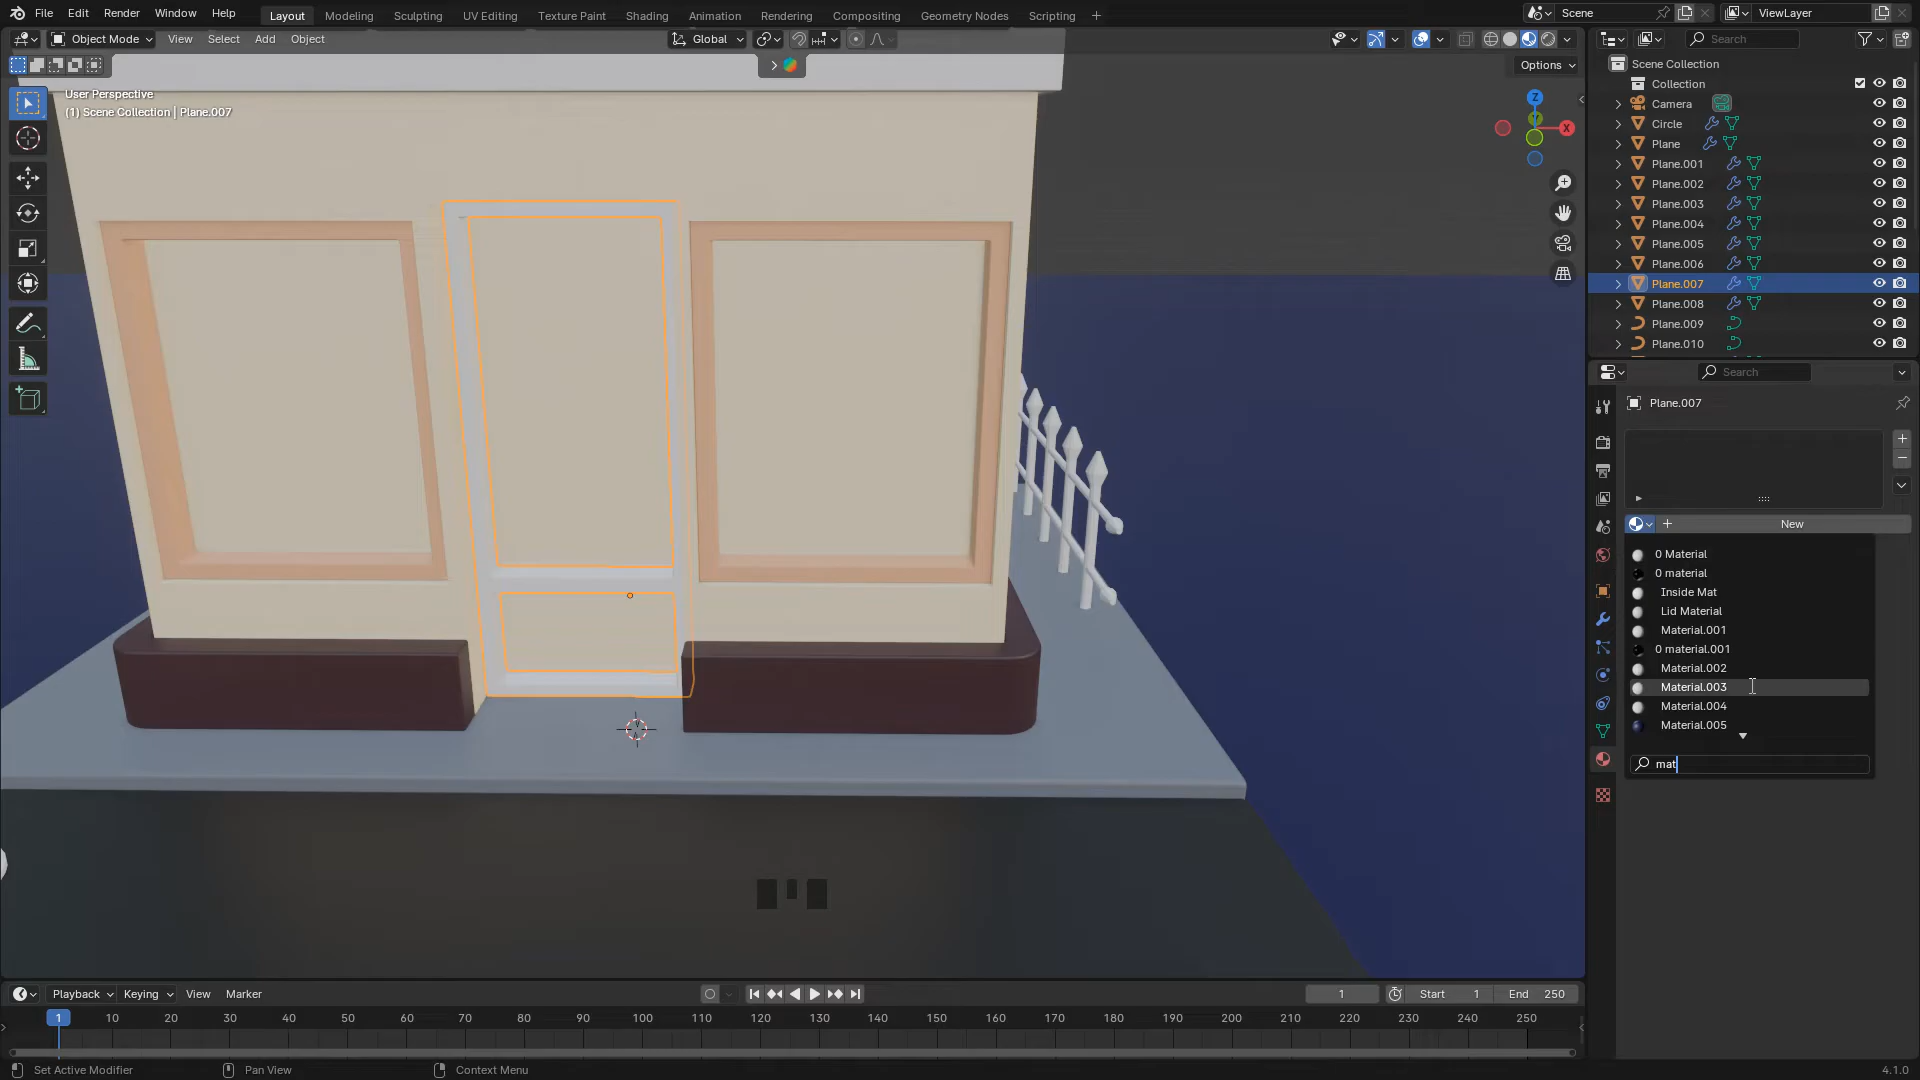 File Edit Render Window Help Layout Modeling Sculpting UV Editing Texture Paint Shading Animation Rendering Compositing Geometry Nodes Scripting + Scene ViewLayer
Object Mode View Select Add Object Global Search
Options
User Perspective
(1) Scene Collection | Plane.007
Z
Y
X
Scene Collection
Collection
Camera
Circle
Plane
Plane.001
Plane.002
Plane.003
Plane.004
Plane.005
Plane.006
Plane.007
Plane.008
Plane.009
Plane.010
Search
Plane.007
New
0 Material
0 material
Inside Mat
Lid Material
Material.001
0 material.001
Material.002
Material.003
Material.004
Material.005
mat
Playback Keying View Marker 1 Start 1 End 250
1 10 20 30 40 50 60 70 80 90 100 110 120 130 140 150 160 170 180 190 200 210 220 230 240 250
Set Active Modifier Pan View Context Menu 4.1.0